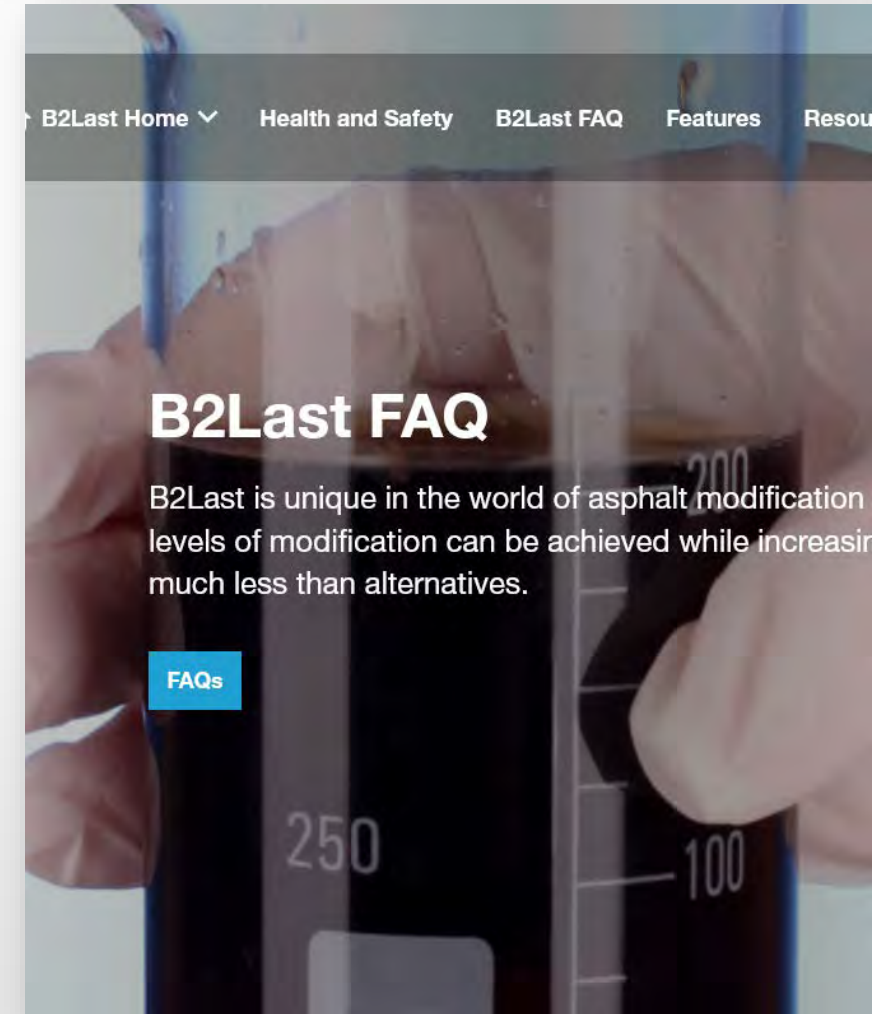 B2Last Home
Health and Safety
B2Last FAQ
Features
B2Last FAQ
B2Last is unique in the world of asphalt modification
levels of modification can be achieved while increasin
much less than alternatives.
FAQs
200
250
100